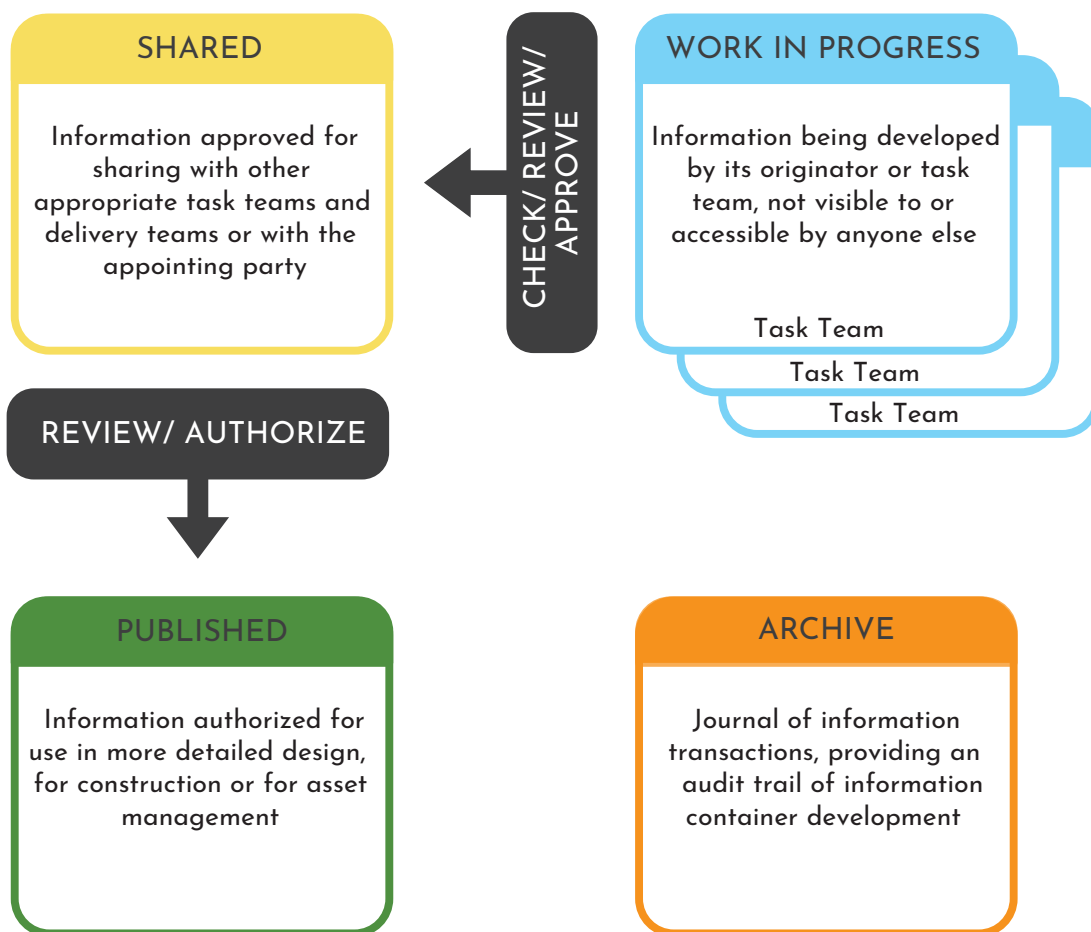 SHARED
Information approved for
sharing with other
appropriate task teams and
delivery teams or with the
appointing party
CHECK/ REVIEW/
APPROVE
WORK IN PROGRESS
Information being developed
by its originator or task
team, not visible to or
accessible by anyone else
Task Team
Task Team
Task Team
REVIEW/ AUTHORIZE
PUBLISHED
Information authorized for
use in more detailed design,
for construction or for asset
management
ARCHIVE
Journal of information
transactions, providing an
audit trail of information
container development